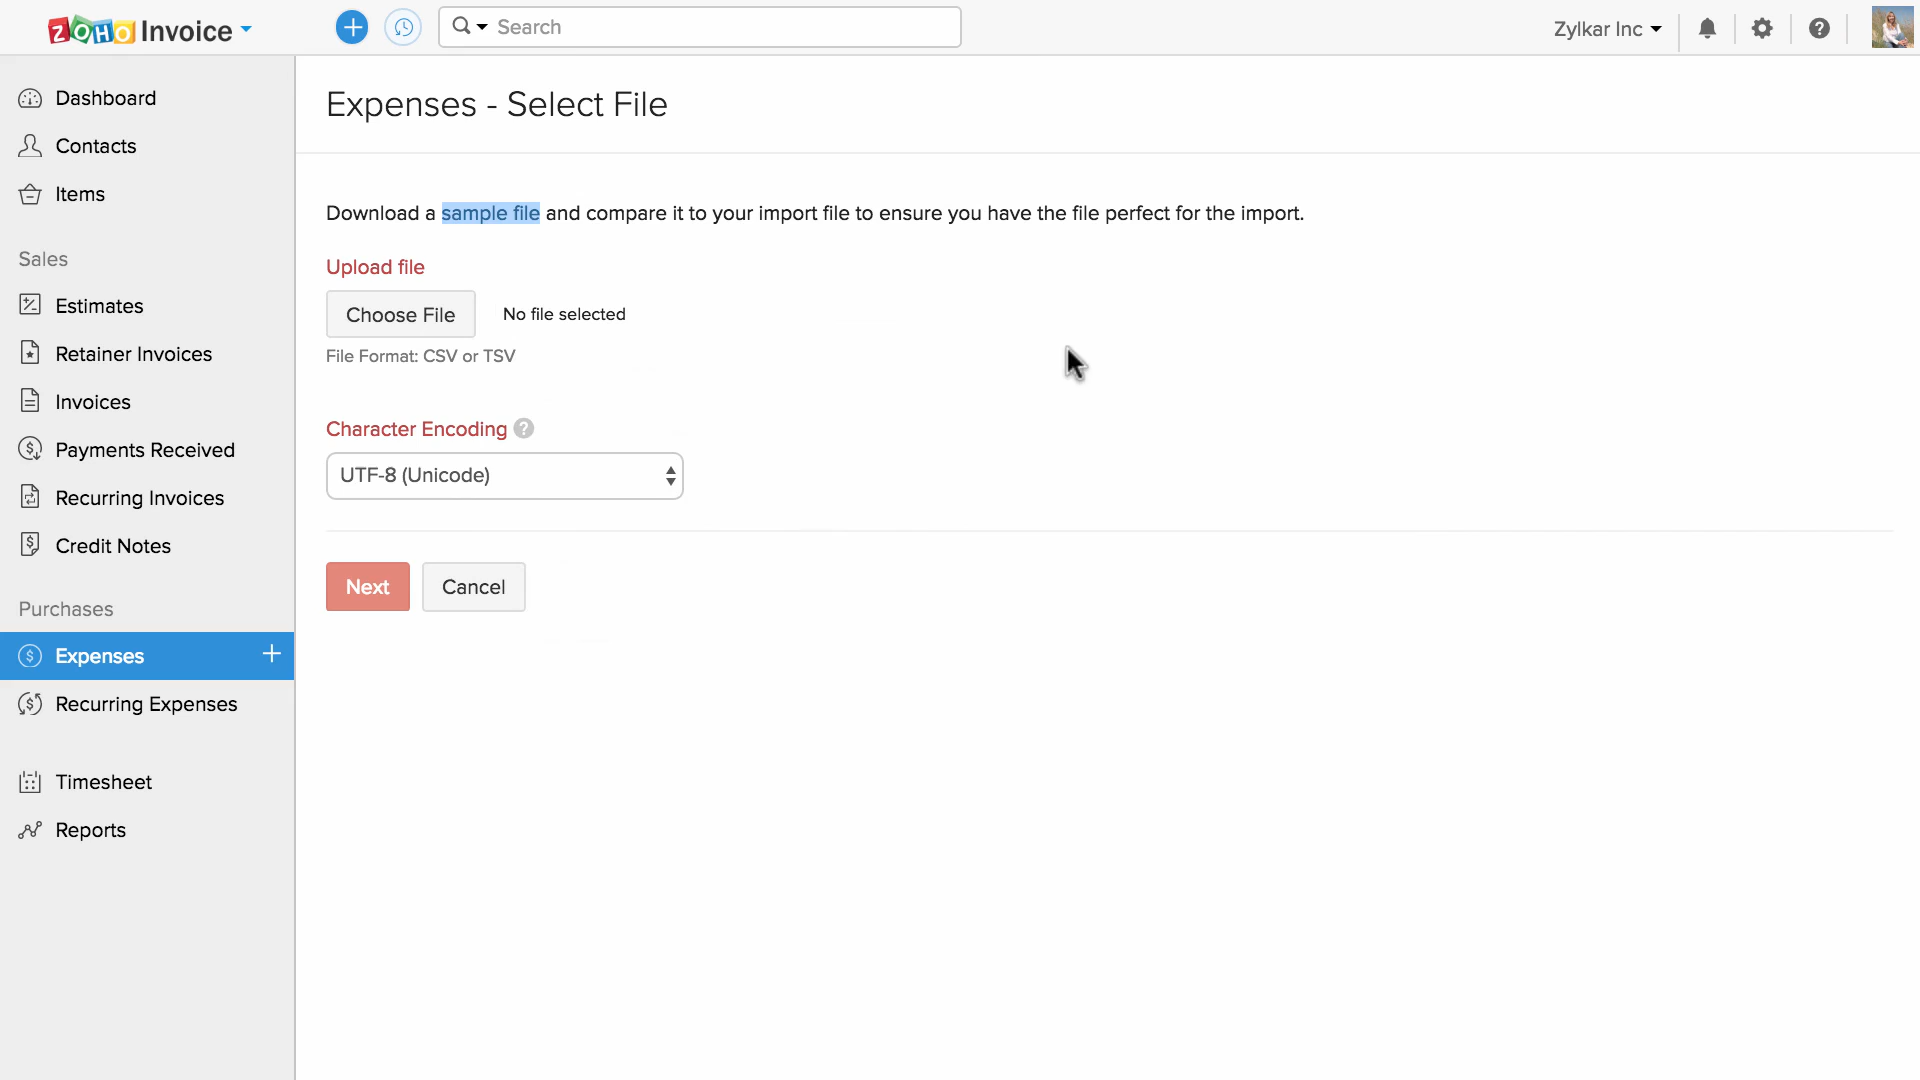 ZOHO Invoice
Search
Zylkar Inc
Dashboard
Contacts
Items
Sales
Estimates
Retainer Invoices
Invoices
Payments Received
Recurring Invoices
Credit Notes
Purchases
Expenses
Recurring Expenses
Timesheet
Reports
Expenses - Select File
Download a sample file and compare it to your import file to ensure you have the file perfect for the import.
Upload file
Choose File No file selected
File Format: CSV or TSV
Character Encoding ?
UTF-8 (Unicode)
Next Cancel